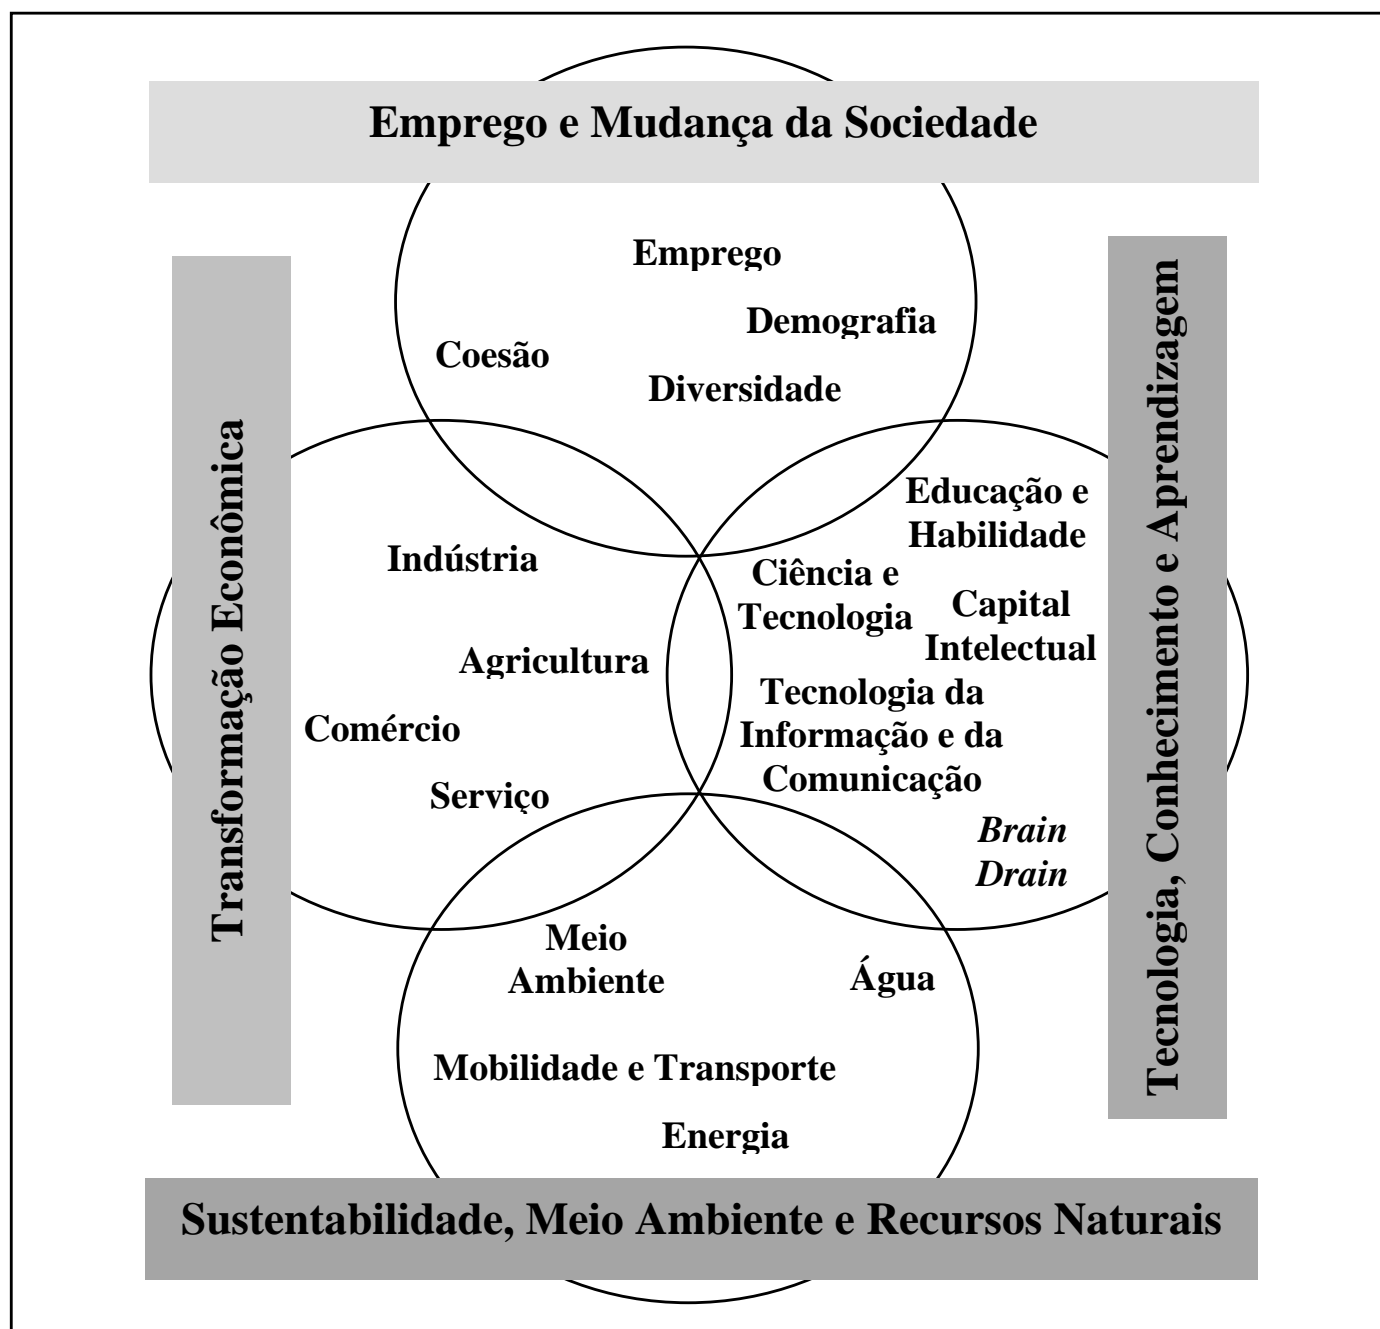 Emprego e Mudança da Sociedade
Emprego
Demografia
Coesão
Diversidade
Transformação Econômica
Indústria
Agricultura
Comércio
Serviço
Educação e
Habilidade
Ciência e
Tecnologia
Capital
Intelectual
Tecnologia da
Informação e da
Comunicação
Brain
Drain
Tecnologia, Conhecimento e Aprendizagem
Meio
Ambiente
Água
Mobilidade e Transporte
Energia
Sustentabilidade, Meio Ambiente e Recursos Naturais